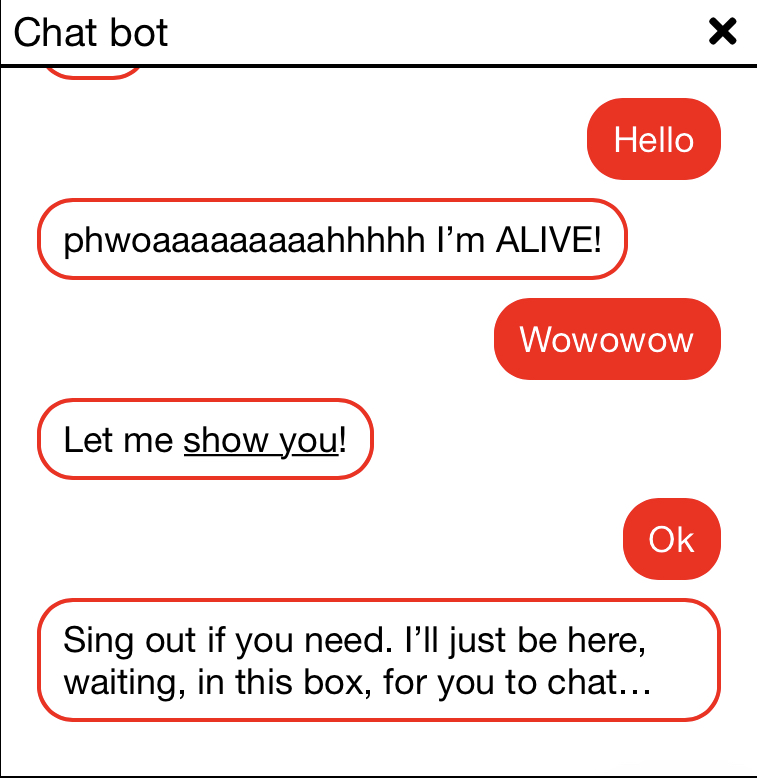 Chat bot
Hello
phwoaaaaaaaaahhhhh I’m ALIVE!
Wowowow
Let me show you!
Ok
Sing out if you need. I’ll just be here,
waiting, in this box, for you to chat…